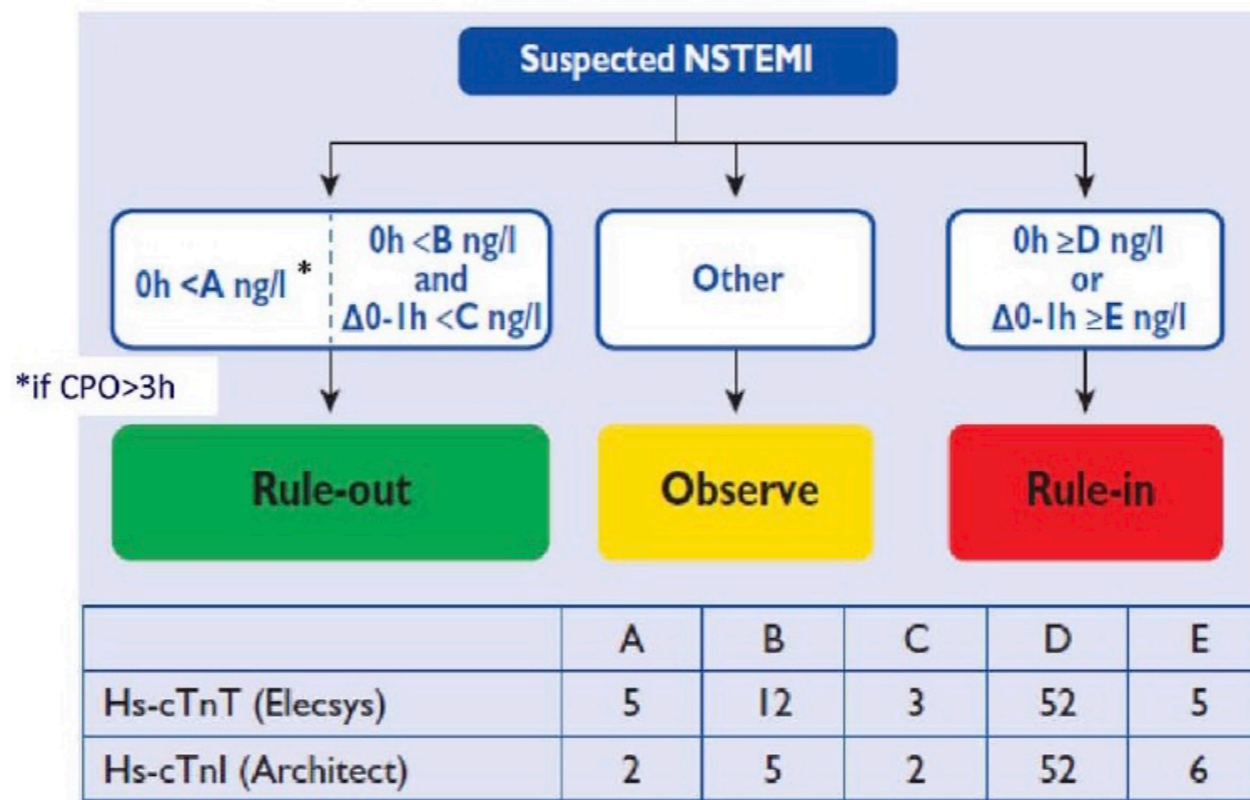 Suspected NSTEMI
0h <A ng/l *
0h <B ng/l
and
Δ0-1h <C ng/l
Other
0h ≥D ng/l
or
Δ0-1h ≥E ng/l
*if CPO>3h
Rule-out
Observe
Rule-in
A B C D E
Hs-cTnT (Elecsys) 5 12 3 52 5
Hs-cTnI (Architect) 2 5 2 52 6